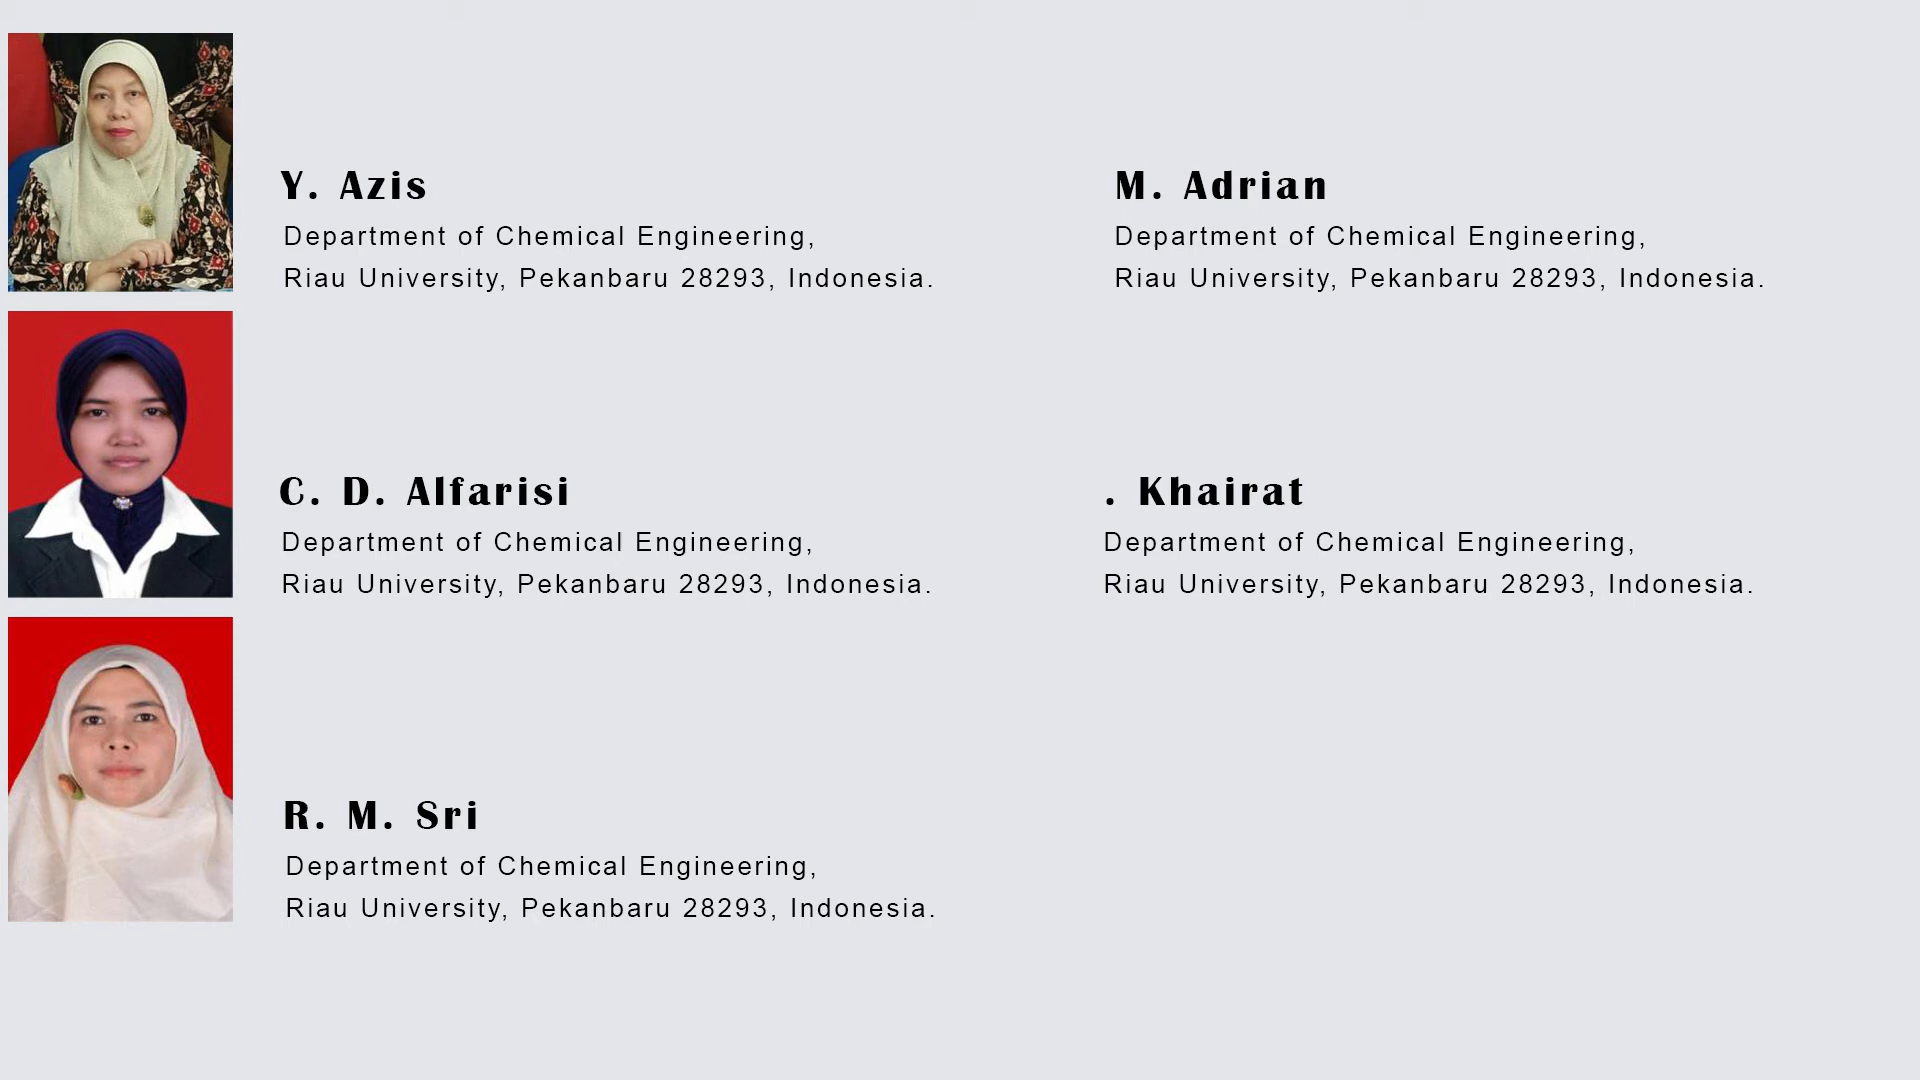 Y. Azis
Department of Chemical Engineering,
Riau University, Pekanbaru 28293, Indonesia.
M. Adrian
Department of Chemical Engineering,
Riau University, Pekanbaru 28293, Indonesia.
C. D. Alfarisi
Department of Chemical Engineering,
Riau University, Pekanbaru 28293, Indonesia.
. Khairat
Department of Chemical Engineering,
Riau University, Pekanbaru 28293, Indonesia.
R. M. Sri
Department of Chemical Engineering,
Riau University, Pekanbaru 28293, Indonesia.